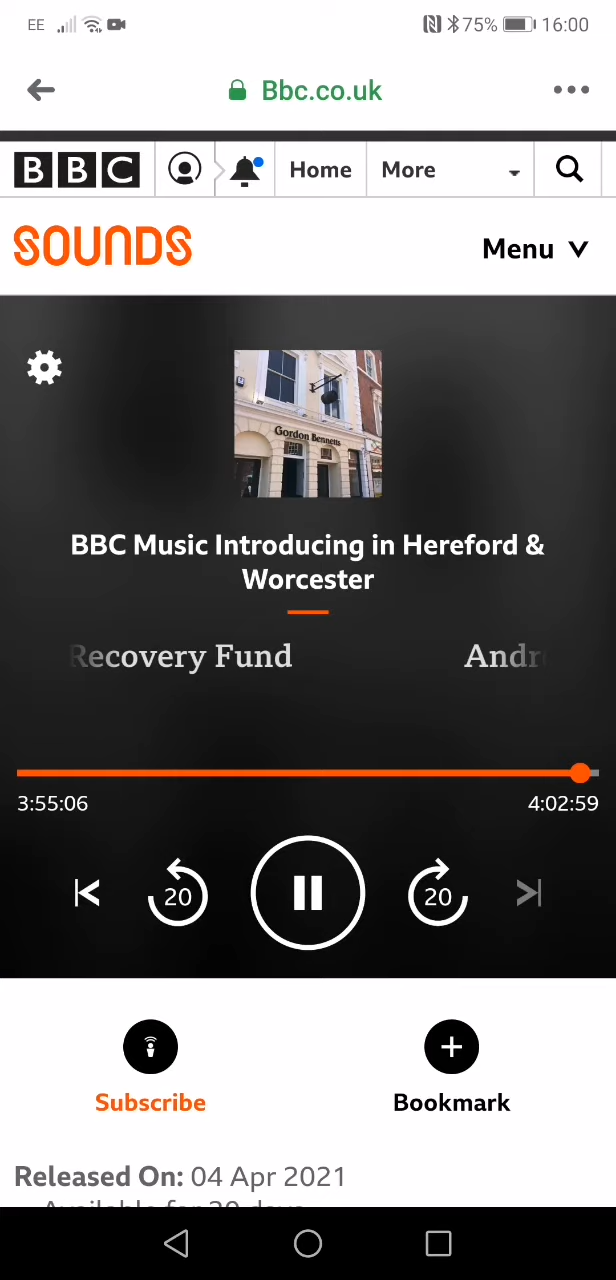 EE 75% 16:00
Bbc.co.uk
BBC Home More
SOUNDS Menu
Gordon Bennetts
BBC Music Introducing in Hereford &
Worcester
Recovery Fund Andr
3:55:06 4:02:59
20 20
Subscribe Bookmark
Released On: 04 Apr 2021